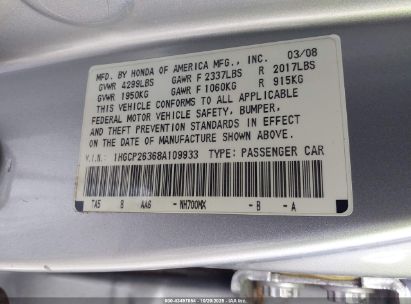 MFD. BY HONDA OF AMERICA MFG., INC. 03/08
GVWR 4299LBS GAWR F 2337LBS R 2017LBS
GVWR 1950KG GAWR F 1060KG R 915KG
THIS VEHICLE CONFORMS TO ALL APPLICABLE
FEDERAL MOTOR VEHICLE SAFETY, BUMPER,
AND THEFT PREVENTION STANDARDS IN EFFECT
ON THE DATE OF MANUFACTURE SHOWN ABOVE.
V.I.N. 1HGCP26368A109933 TYPE: PASSENGER CAR
TA5 8 AA6 - NH700MX - B - A